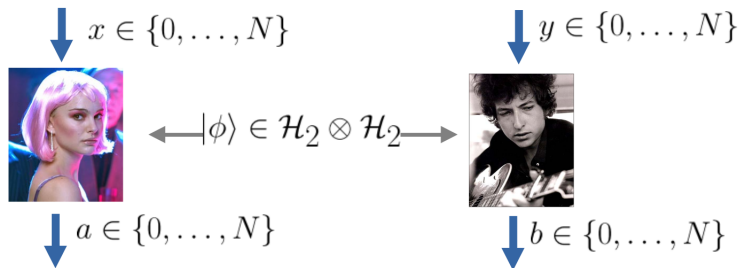 x ∈ {0, . . . , N}
y ∈ {0, . . . , N}
|ϕ⟩ ∈ ℋ₂ ⊗ ℋ₂
a ∈ {0, . . . , N}
b ∈ {0, . . . , N}